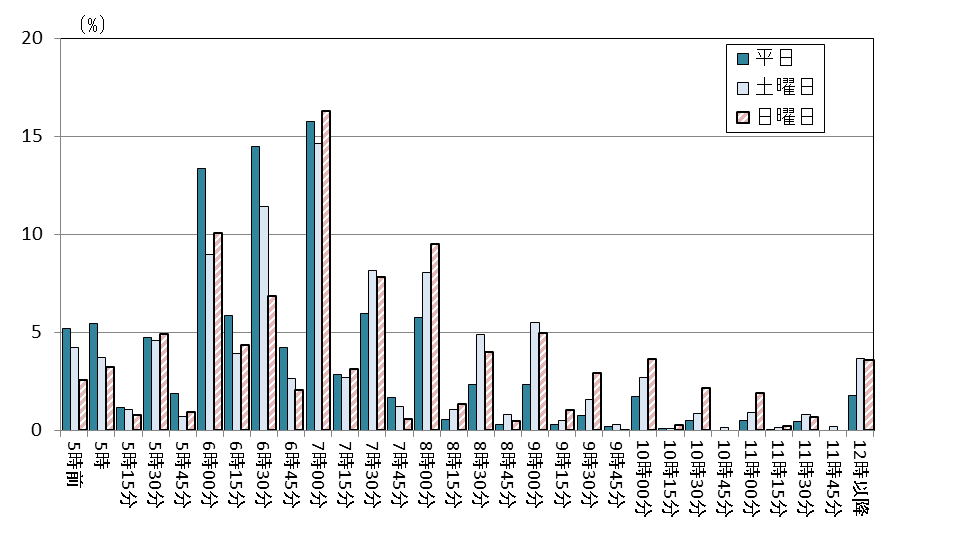 (%)
20
15
10
5
0
平日
土曜日
日曜日
5時前
5時
5時15分
5時30分
5時45分
6時00分
6時15分
6時30分
6時45分
7時00分
7時15分
7時30分
7時45分
8時00分
8時15分
8時30分
8時45分
9時00分
9時15分
9時30分
9時45分
10時00分
10時15分
10時30分
10時45分
11時00分
11時15分
11時30分
11時45分
12時以降